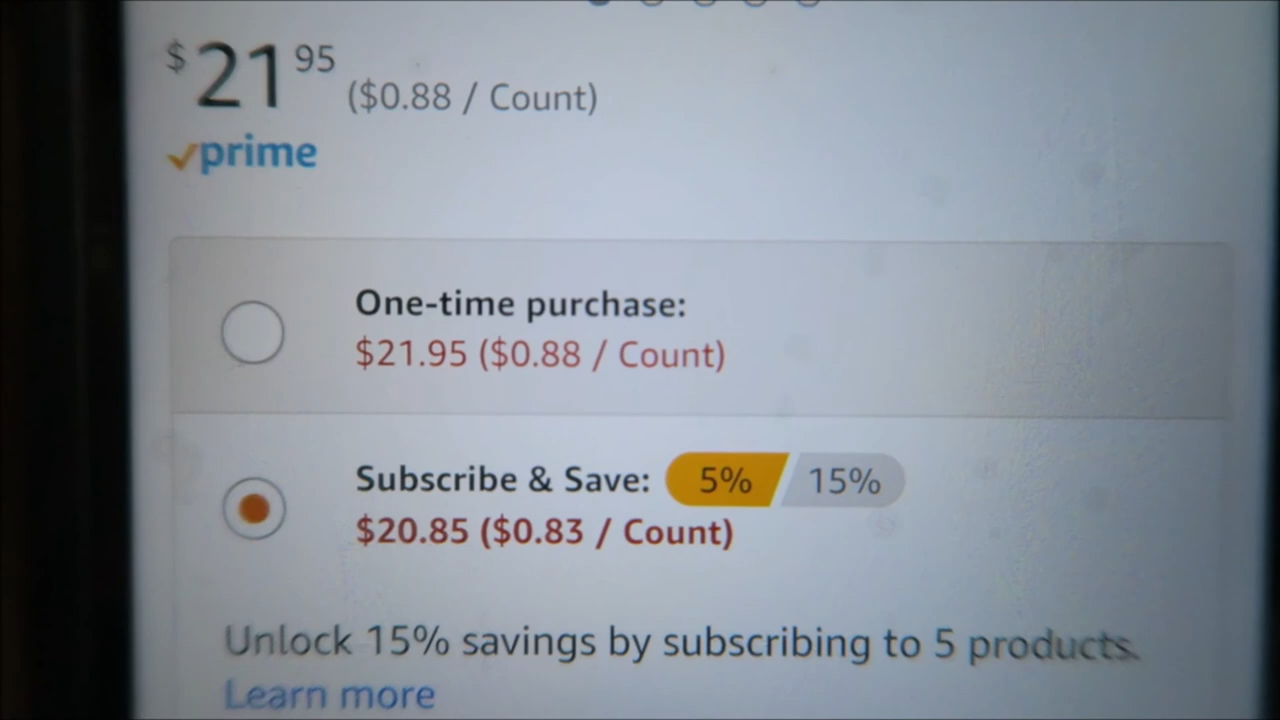 $21 95 ($0.88 / Count)
prime
One-time purchase:
$21.95 ($0.88 / Count)
Subscribe & Save: 5% 15%
$20.85 ($0.83 / Count)
Unlock 15% savings by subscribing to 5 products.
Learn more